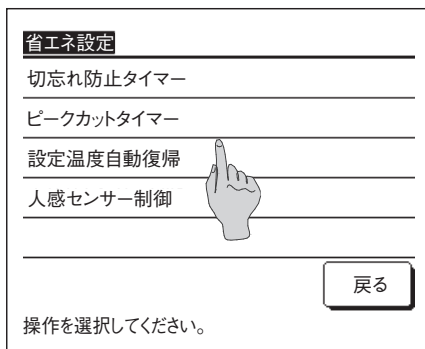 省エネ設定
切忘れ防止タイマー
ピークカットタイマー
設定温度自動復帰
人感センサー制御
戻る
操作を選択してください。